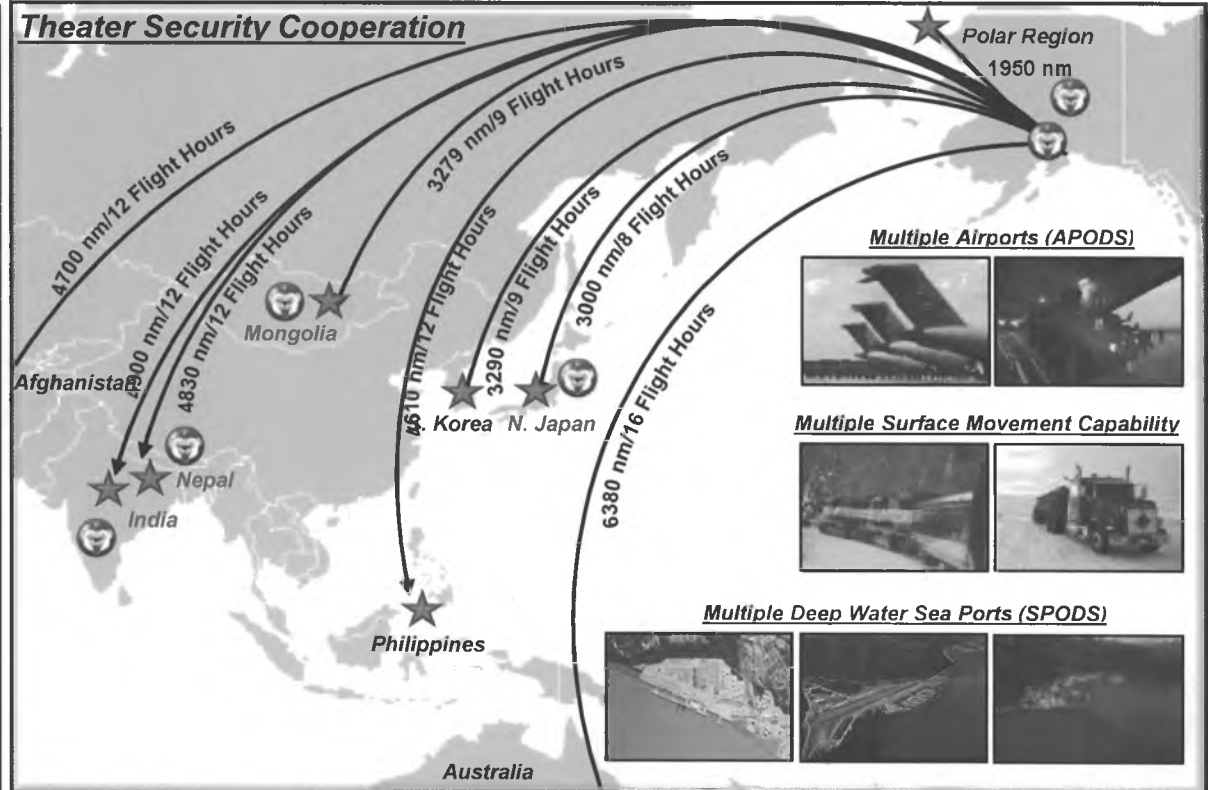 Theater Security Cooperation
Polar Region
1950 nm
4700 nm/12 Flight Hours
nm/12 Flight Hours
4830 nm/12 Flight Hours
3279 nm/9 Flight Hours
4610 nm/12 Flight Hours
3290 nm/9 Flight Hours
3000 nm/8 Flight Hours
6380 nm/16 Flight Hours
Mongolia
Afghanistan
Korea
N. Japan
Nepal
India
Philippines
Australia
Multiple Airports (APODS)
Multiple Surface Movement Capability
Multiple Deep Water Sea Ports (SPODS)